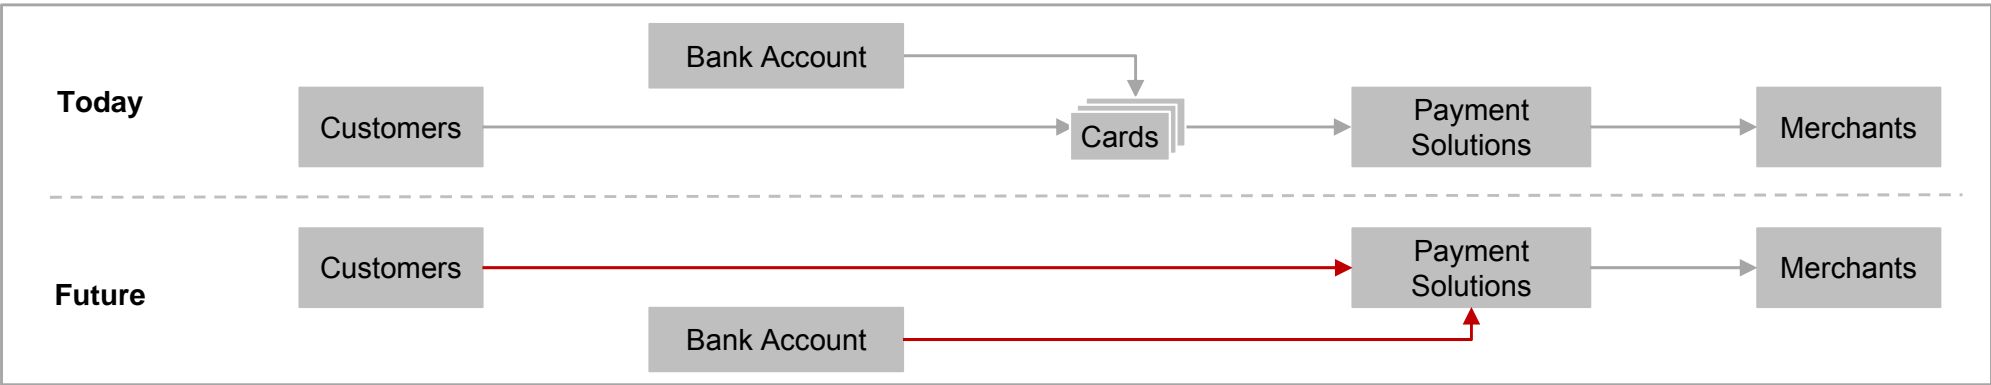 Bank Account
Today
Customers
Cards
Payment
Solutions
Merchants
Customers
Payment
Solutions
Merchants
Future
Bank Account